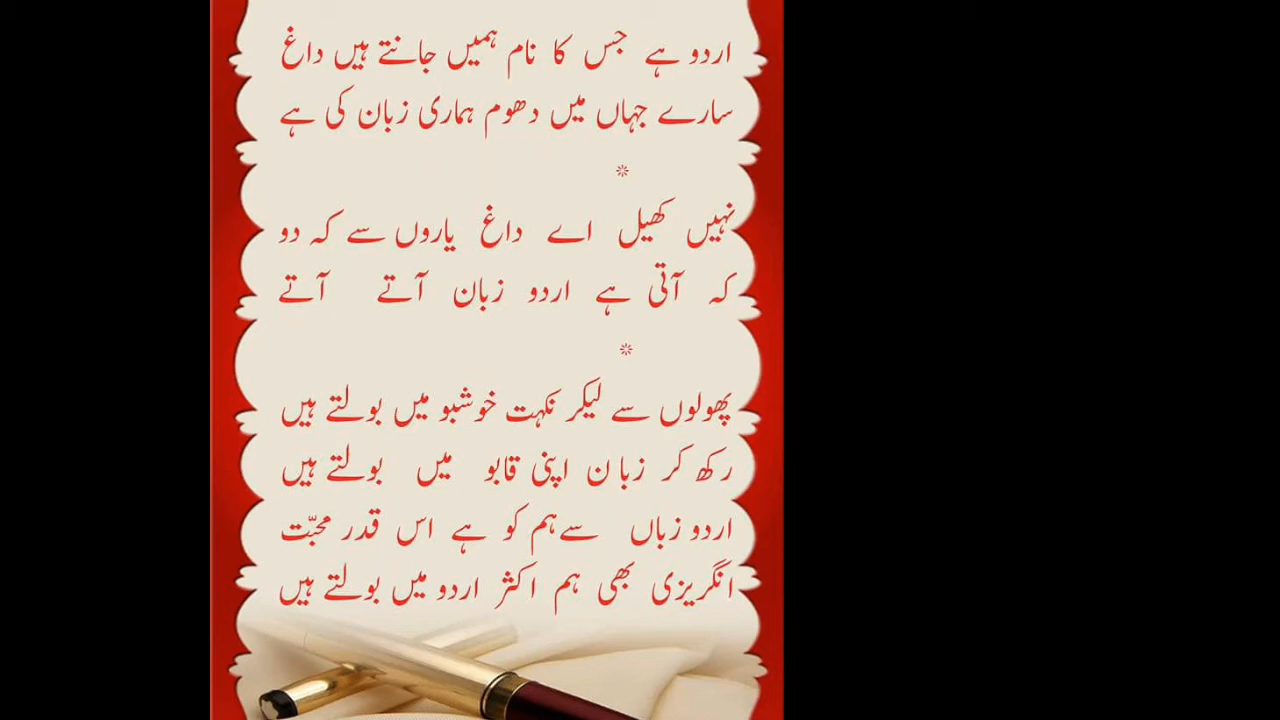 اردو ہے جس کا نام ہمیں جانتے ہیں داغ
سارے جہاں میں دھوم ہماری زبان کی ہے
*
نہیں کھیل اے داغ یاروں سے کہ دو
کہ آتی ہے اردو زبان آتے آتے
*
پھولوں سے لیکر نکہت خوشبو میں بولتے ہیں
رکھ کر زبان اپنی قابو میں بولتے ہیں
اردو زباں سے ہم کو ہے اس قدر محبّت
انگریزی بھی ہم اکثر اردو میں بولتے ہیں